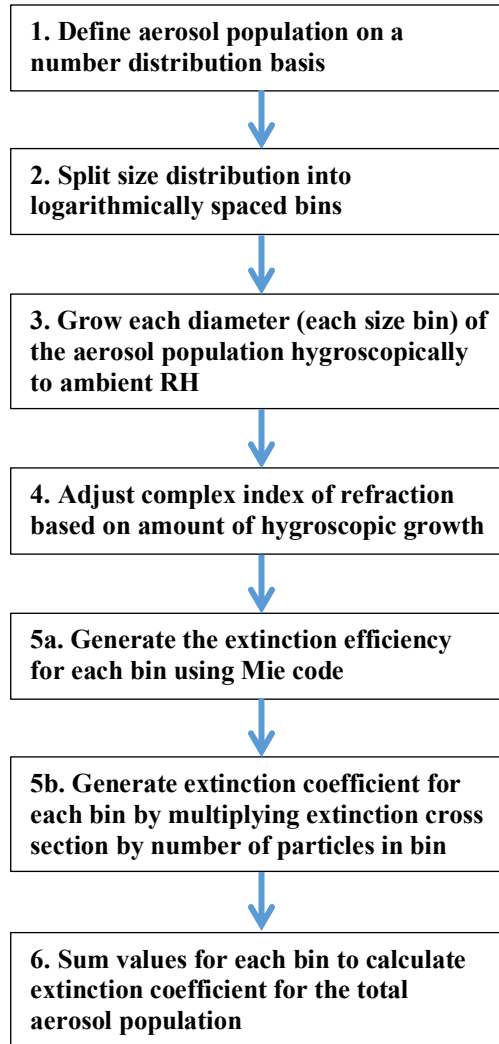 1. Define aerosol population on a
number distribution basis
2. Split size distribution into
logarithmically spaced bins
3. Grow each diameter (each size bin) of
the aerosol population hygroscopically
to ambient RH
4. Adjust complex index of refraction
based on amount of hygroscopic growth
5a. Generate the extinction efficiency
for each bin using Mie code
5b. Generate extinction coefficient for
each bin by multiplying extinction cross
section by number of particles in bin
6. Sum values for each bin to calculate
extinction coefficient for the total
aerosol population